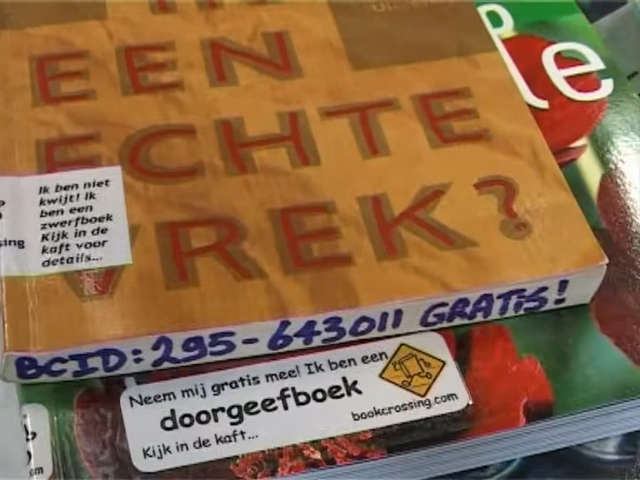 EEN
ECHTE
VREK?
le
Ik ben niet
kwijt! Ik
ben een
zwerfboek
Kijk in de
kaft voor
details...
sing
BCID: 295-643011 GRATIS!
Neem mij gratis mee! Ik ben een
doorgeefboek
bookcrossing.com
Kijk in de kaft...